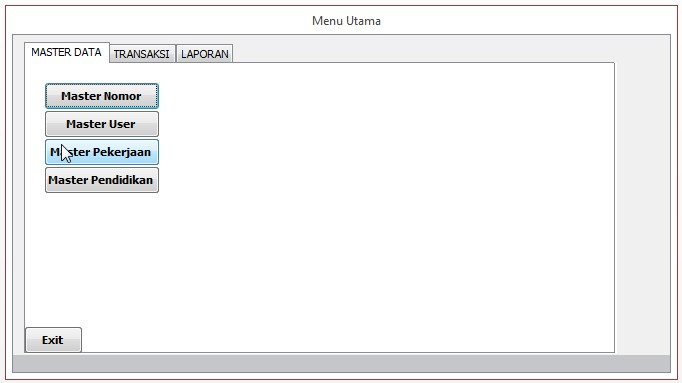 Menu Utama
MASTER DATA TRANSAKSI LAPORAN
Master Nomor
Master User
Master Pekerjaan
Master Pendidikan
Exit